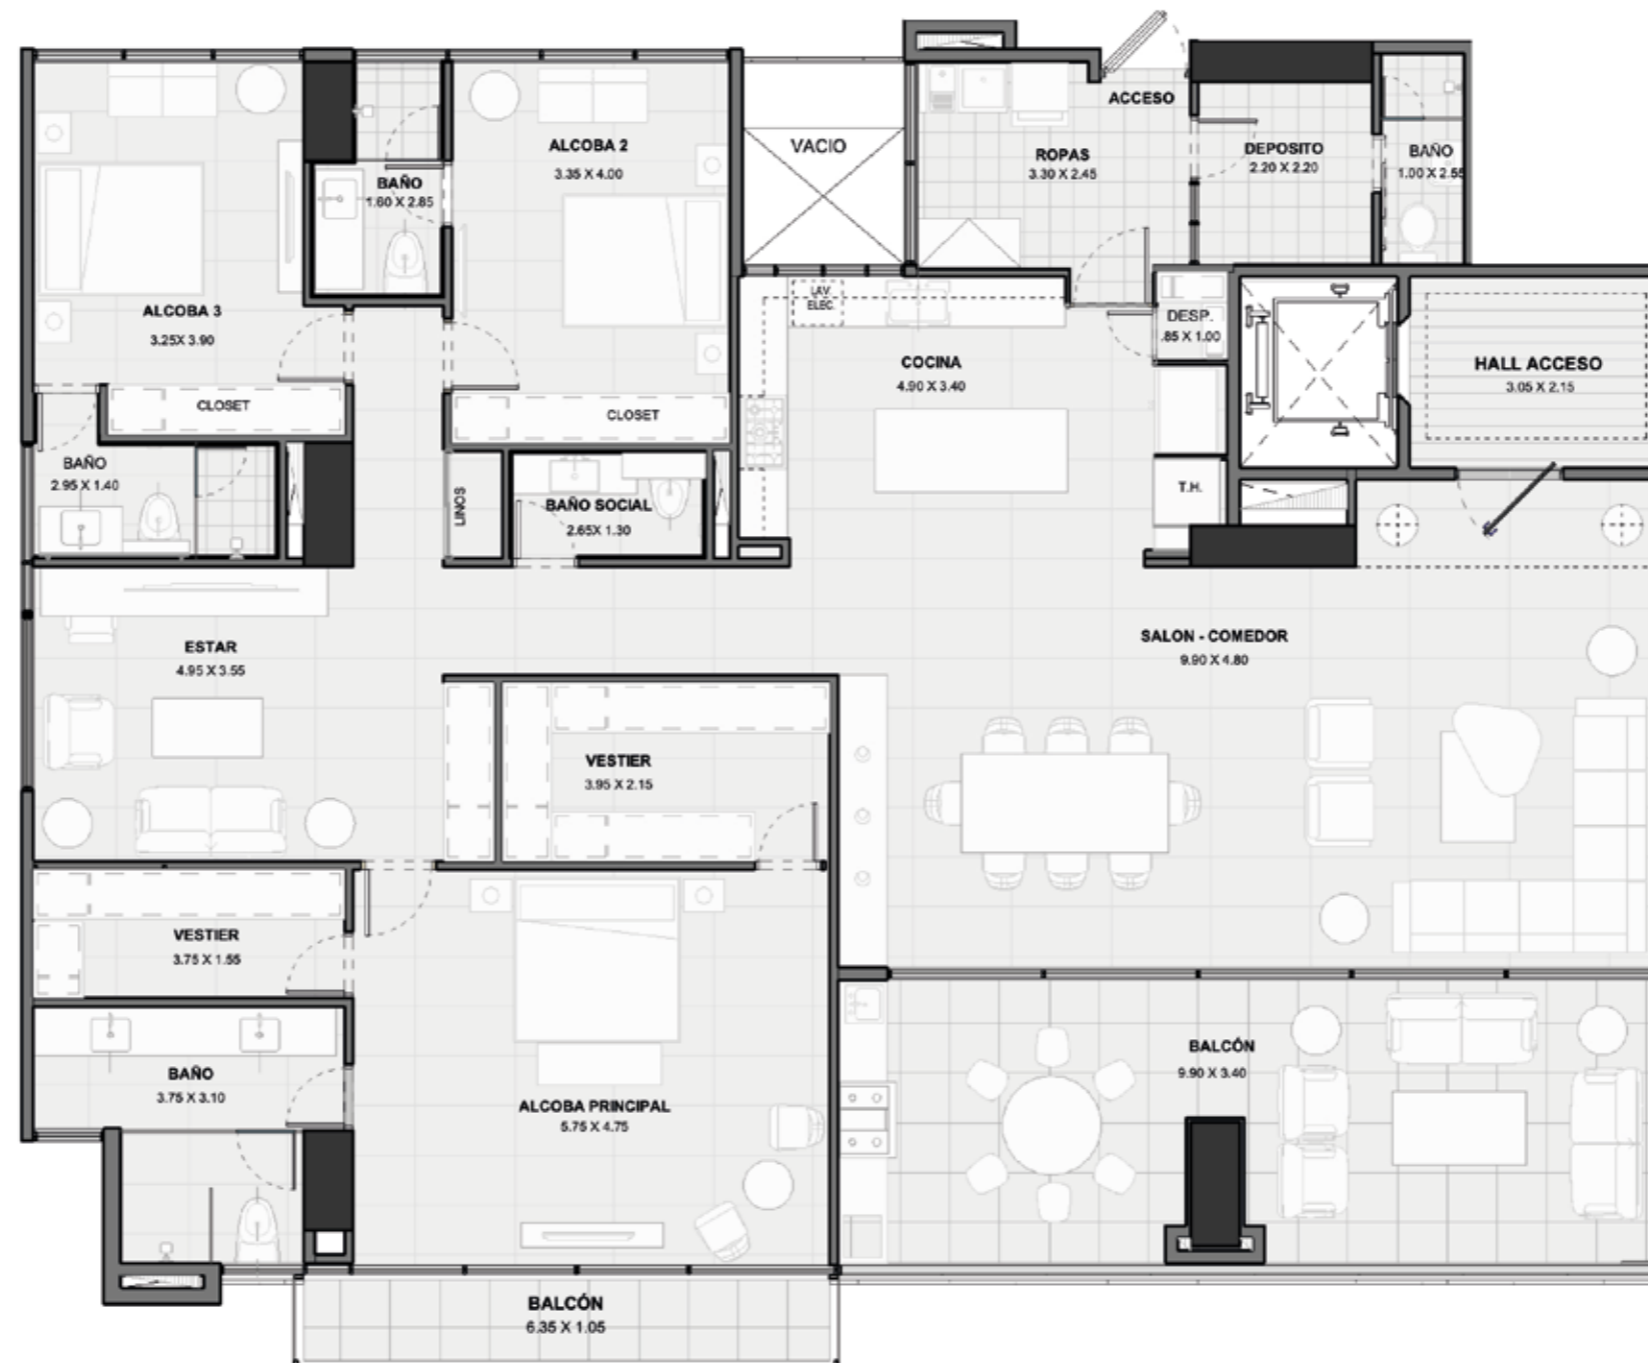 ACCESO
ALCOBA 2
3.35 X 4.00
VACIO
ROPAS
3.30 X 2.45
DEPOSITO
2.20 X 2.20
BAÑO
1.00 X 2.55
BAÑO
1.60 X 2.85
ALCOBA 3
3.25X 3.90
LAV.
ELEC.
DESP.
.85 X 1.00
COCINA
4.90 X 3.40
HALL ACCESO
3.05 X 2.15
CLOSET
CLOSET
BAÑO
2.95 X 1.40
LINOS
BAÑO SOCIAL
2.65X 1.30
T.H.
ESTAR
4.95 X 3.55
SALON - COMEDOR
9.90 X 4.80
VESTIER
3.95 X 2.15
VESTIER
3.75 X 1.55
BAÑO
3.75 X 3.10
ALCOBA PRINCIPAL
5.75 X 4.75
BALCÓN
9.90 X 3.40
BALCÓN
6.35 X 1.05